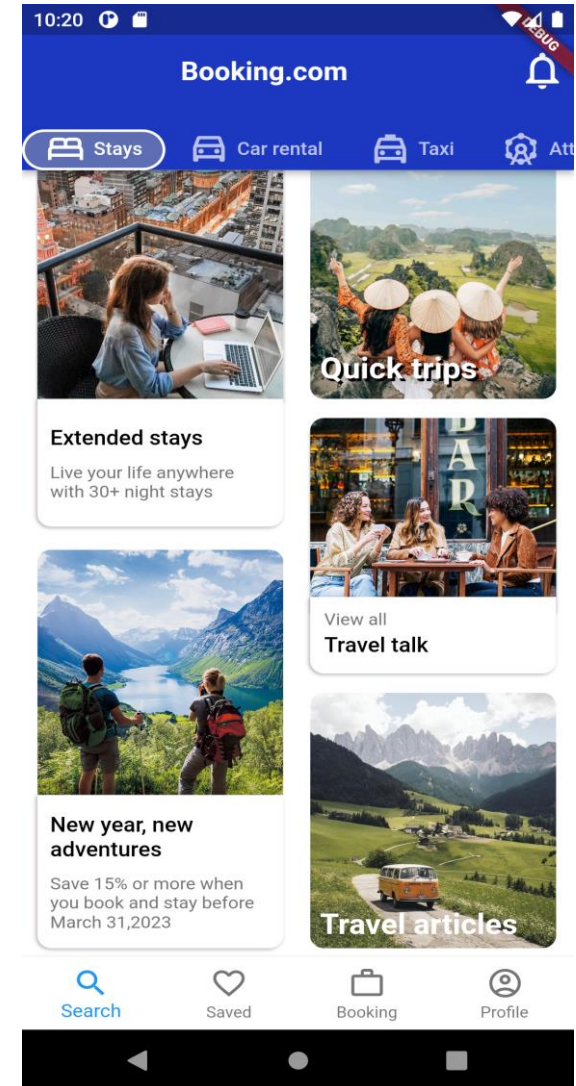 10:20
DEBUG
Booking.com
Stays
Car rental
Taxi
Att
Quick trips
Extended stays
Live your life anywhere
with 30+ night stays
BAR
View all
Travel talk
New year, new
adventures
Save 15% or more when
you book and stay before
March 31,2023
Travel articles
Search
Saved
Booking
Profile